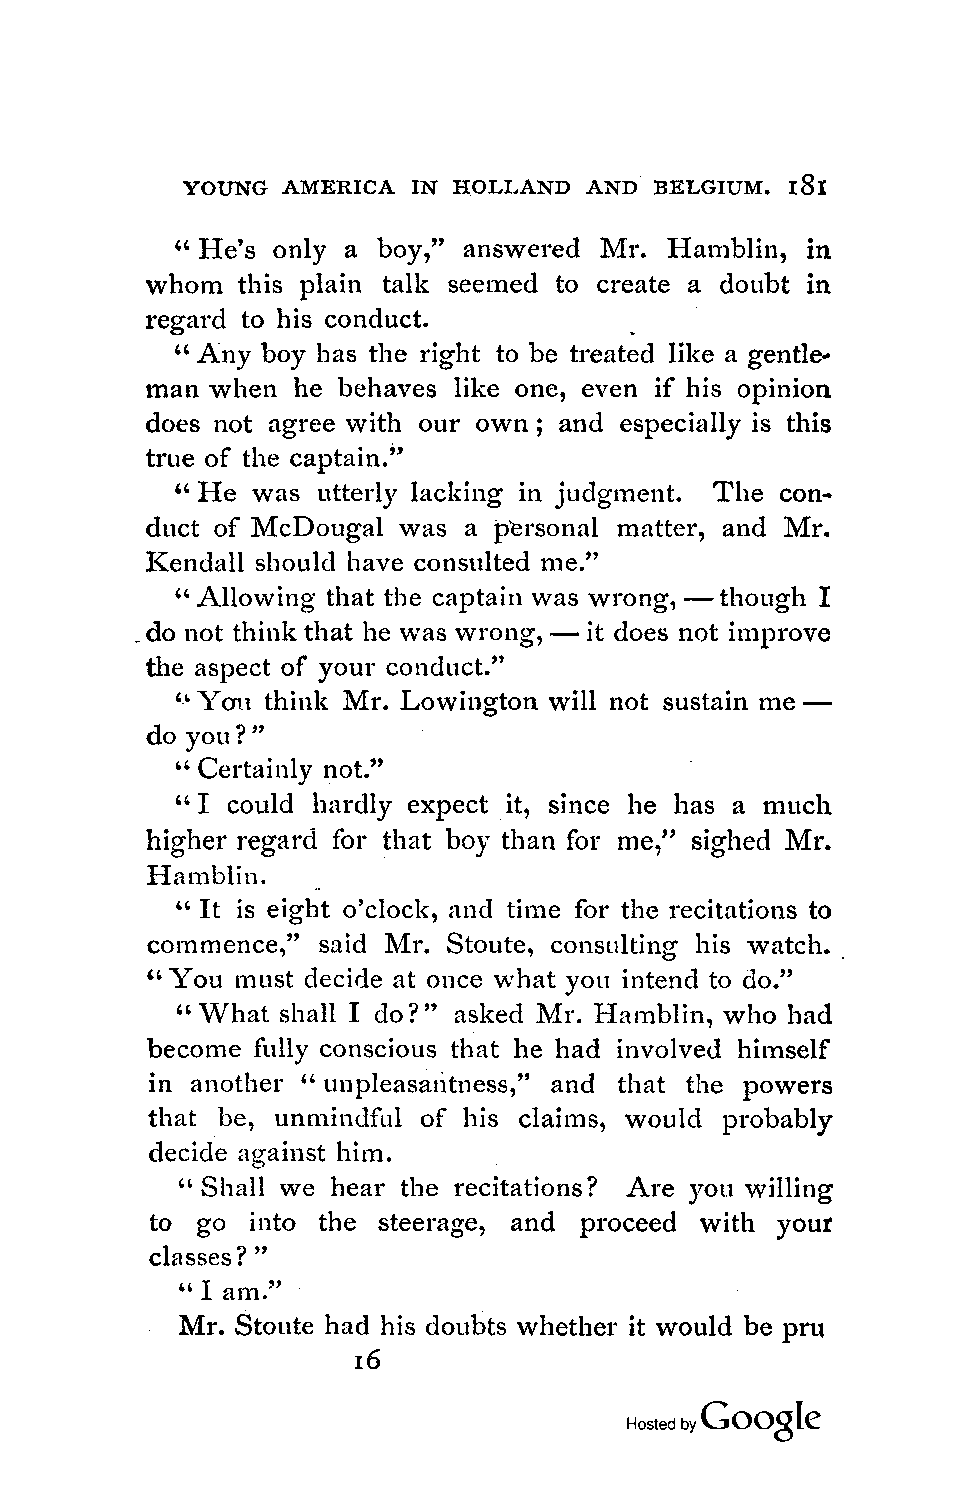 YOUNG AMERICA IN HOLLAND AND BELGIUM. 181
"He's only a boy," answered Mr. Hamblin, in
whom this plain talk seemed to create a doubt in
regard to his conduct.
"Any boy has the right to be treated like a gentle-
man when he behaves like one, even if his opinion
does not agree with our own; and especially is this
true of the captain."
"He was utterly lacking in judgment. The con-
duct of McDougal was a personal matter, and Mr.
Kendall should have consulted me."
"Allowing that the captain was wrong, — though I
do not think that he was wrong, — it does not improve
the aspect of your conduct."
"You think Mr. Lowington will not sustain me —
do you?"
"Certainly not."
"I could hardly expect it, since he has a much
higher regard for that boy than for me," sighed Mr.
Hamblin.
"It is eight o'clock, and time for the recitations to
commence," said Mr. Stoute, consulting his watch.
"You must decide at once what you intend to do."
"What shall I do?" asked Mr. Hamblin, who had
become fully conscious that he had involved himself
in another "unpleasantness," and that the powers
that be, unmindful of his claims, would probably
decide against him.
"Shall we hear the recitations? Are you willing
to go into the steerage, and proceed with your
classes?"
"I am."
Mr. Stoute had his doubts whether it would be pru
16
Hosted by Google